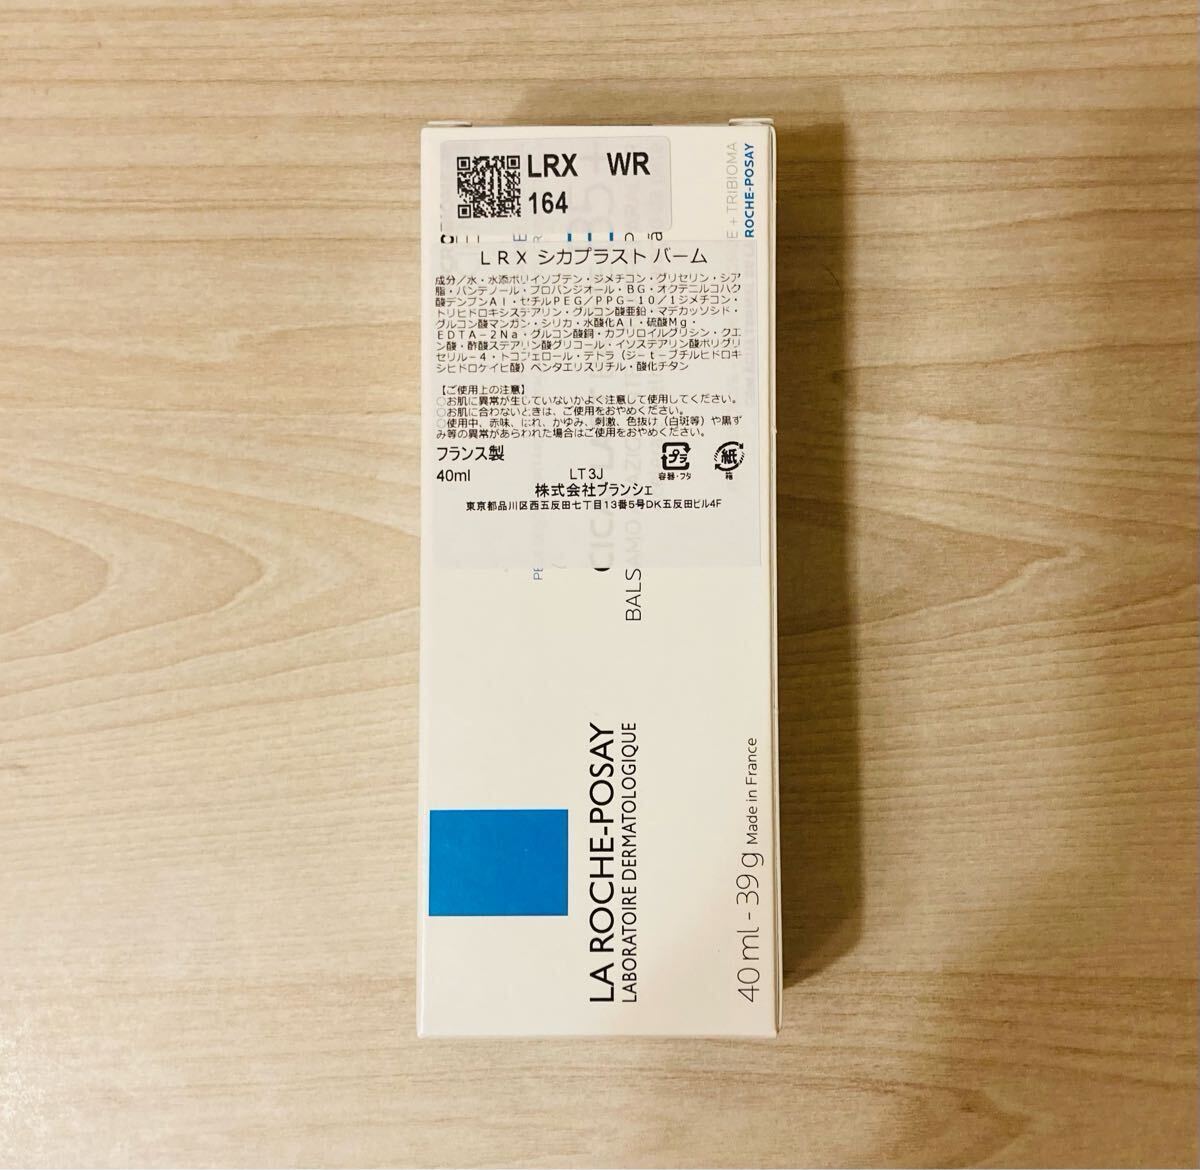 LRX WR
164
LRX シカプラスト バーム
成分/水・水添ポリイソブテン・ジメチコン・グリセリン・シア
脂・パンテノール・プロパンジオール・BG・オクテニルコハク
酸デンプンAl・セチルPEG/PPG-10/1ジメチコン・
トリヒドロキシステアリン・グルコン酸亜鉛・マデカッソシド・
グルコン酸マンガン・シリカ・水酸化Al・硫酸Mg・
EDTA-2Na・グルコン酸銅・カプリロイルグリシン・クエ
ン酸・酢酸ステアリン酸グリコール・イソステアリン酸ポリグリ
セリル-4・トコフェロール・テトラ(ジ-t-ブチルヒドロキ
シヒドロケイヒ酸)ペンタエリスリチル・酸化チタン
【ご使用上の注意】
○お肌に異常が生じていないかよく注意して使用してください。
○お肌に合わないときは、ご使用をおやめください。
○使用中、赤味、はれ、かゆみ、刺激、色抜け(白斑等)や黒ず
み等の異常があらわれた場合はご使用をおやめください。
フランス製
40ml
LT3J
プラ
容器・フタ
紙
箱
株式会社ブランシェ
東京都品川区西五反田七丁目13番5号DK五反田ビル4F
E + TRIBIOMA
ROCHE-POSAY
LA ROCHE-POSAY
LABORATOIRE DERMATOLOGIQUE
40 ml - 39 g Made in France